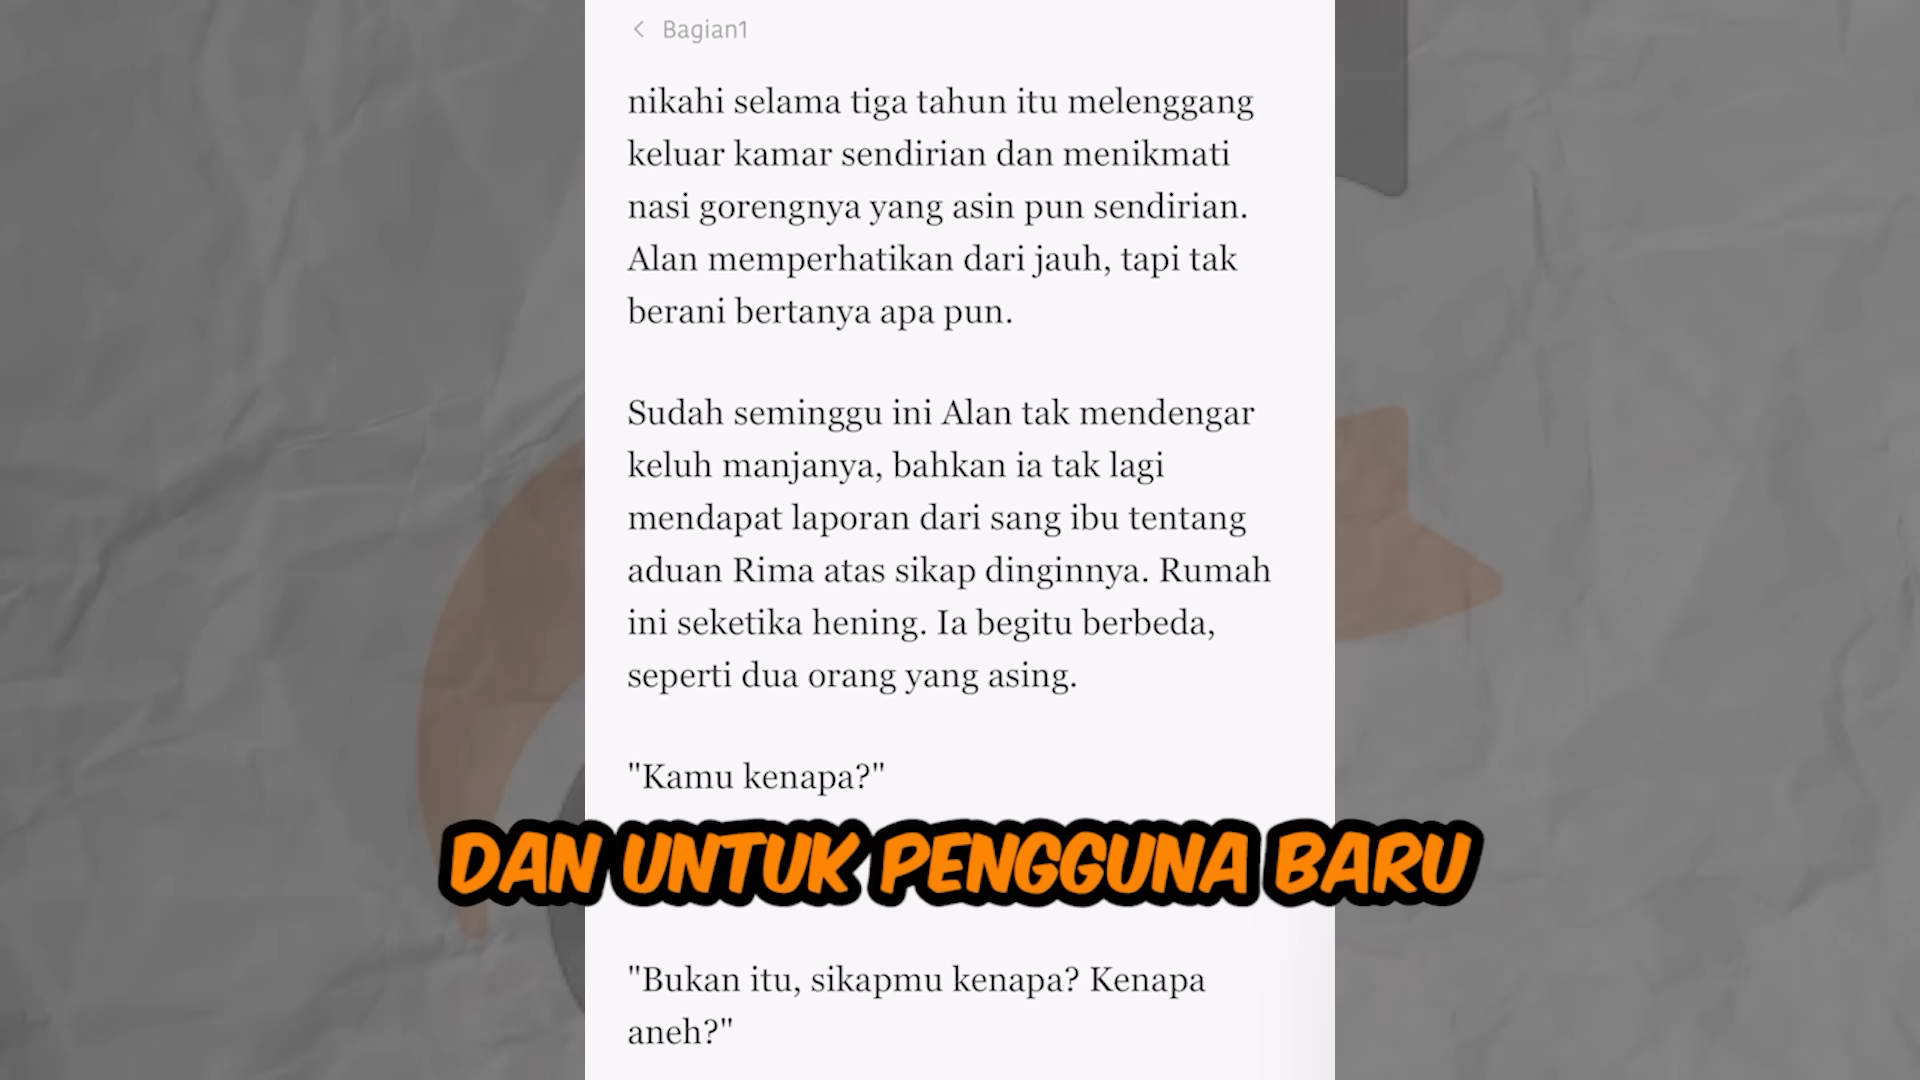 Bagian1
nikahi selama tiga tahun itu melenggang
keluar kamar sendirian dan menikmati
nasi gorengnya yang asin pun sendirian.
Alan memperhatikan dari jauh, tapi tak
berani bertanya apa pun.
Sudah seminggu ini Alan tak mendengar
keluh manjanya, bahkan ia tak lagi
mendapat laporan dari sang ibu tentang
aduan Rima atas sikap dinginnya. Rumah
ini seketika hening. Ia begitu berbeda,
seperti dua orang yang asing.
"Kamu kenapa?"
DAN UNTUK PENGGUNA BARU
"Bukan itu, sikapmu kenapa? Kenapa
aneh?"